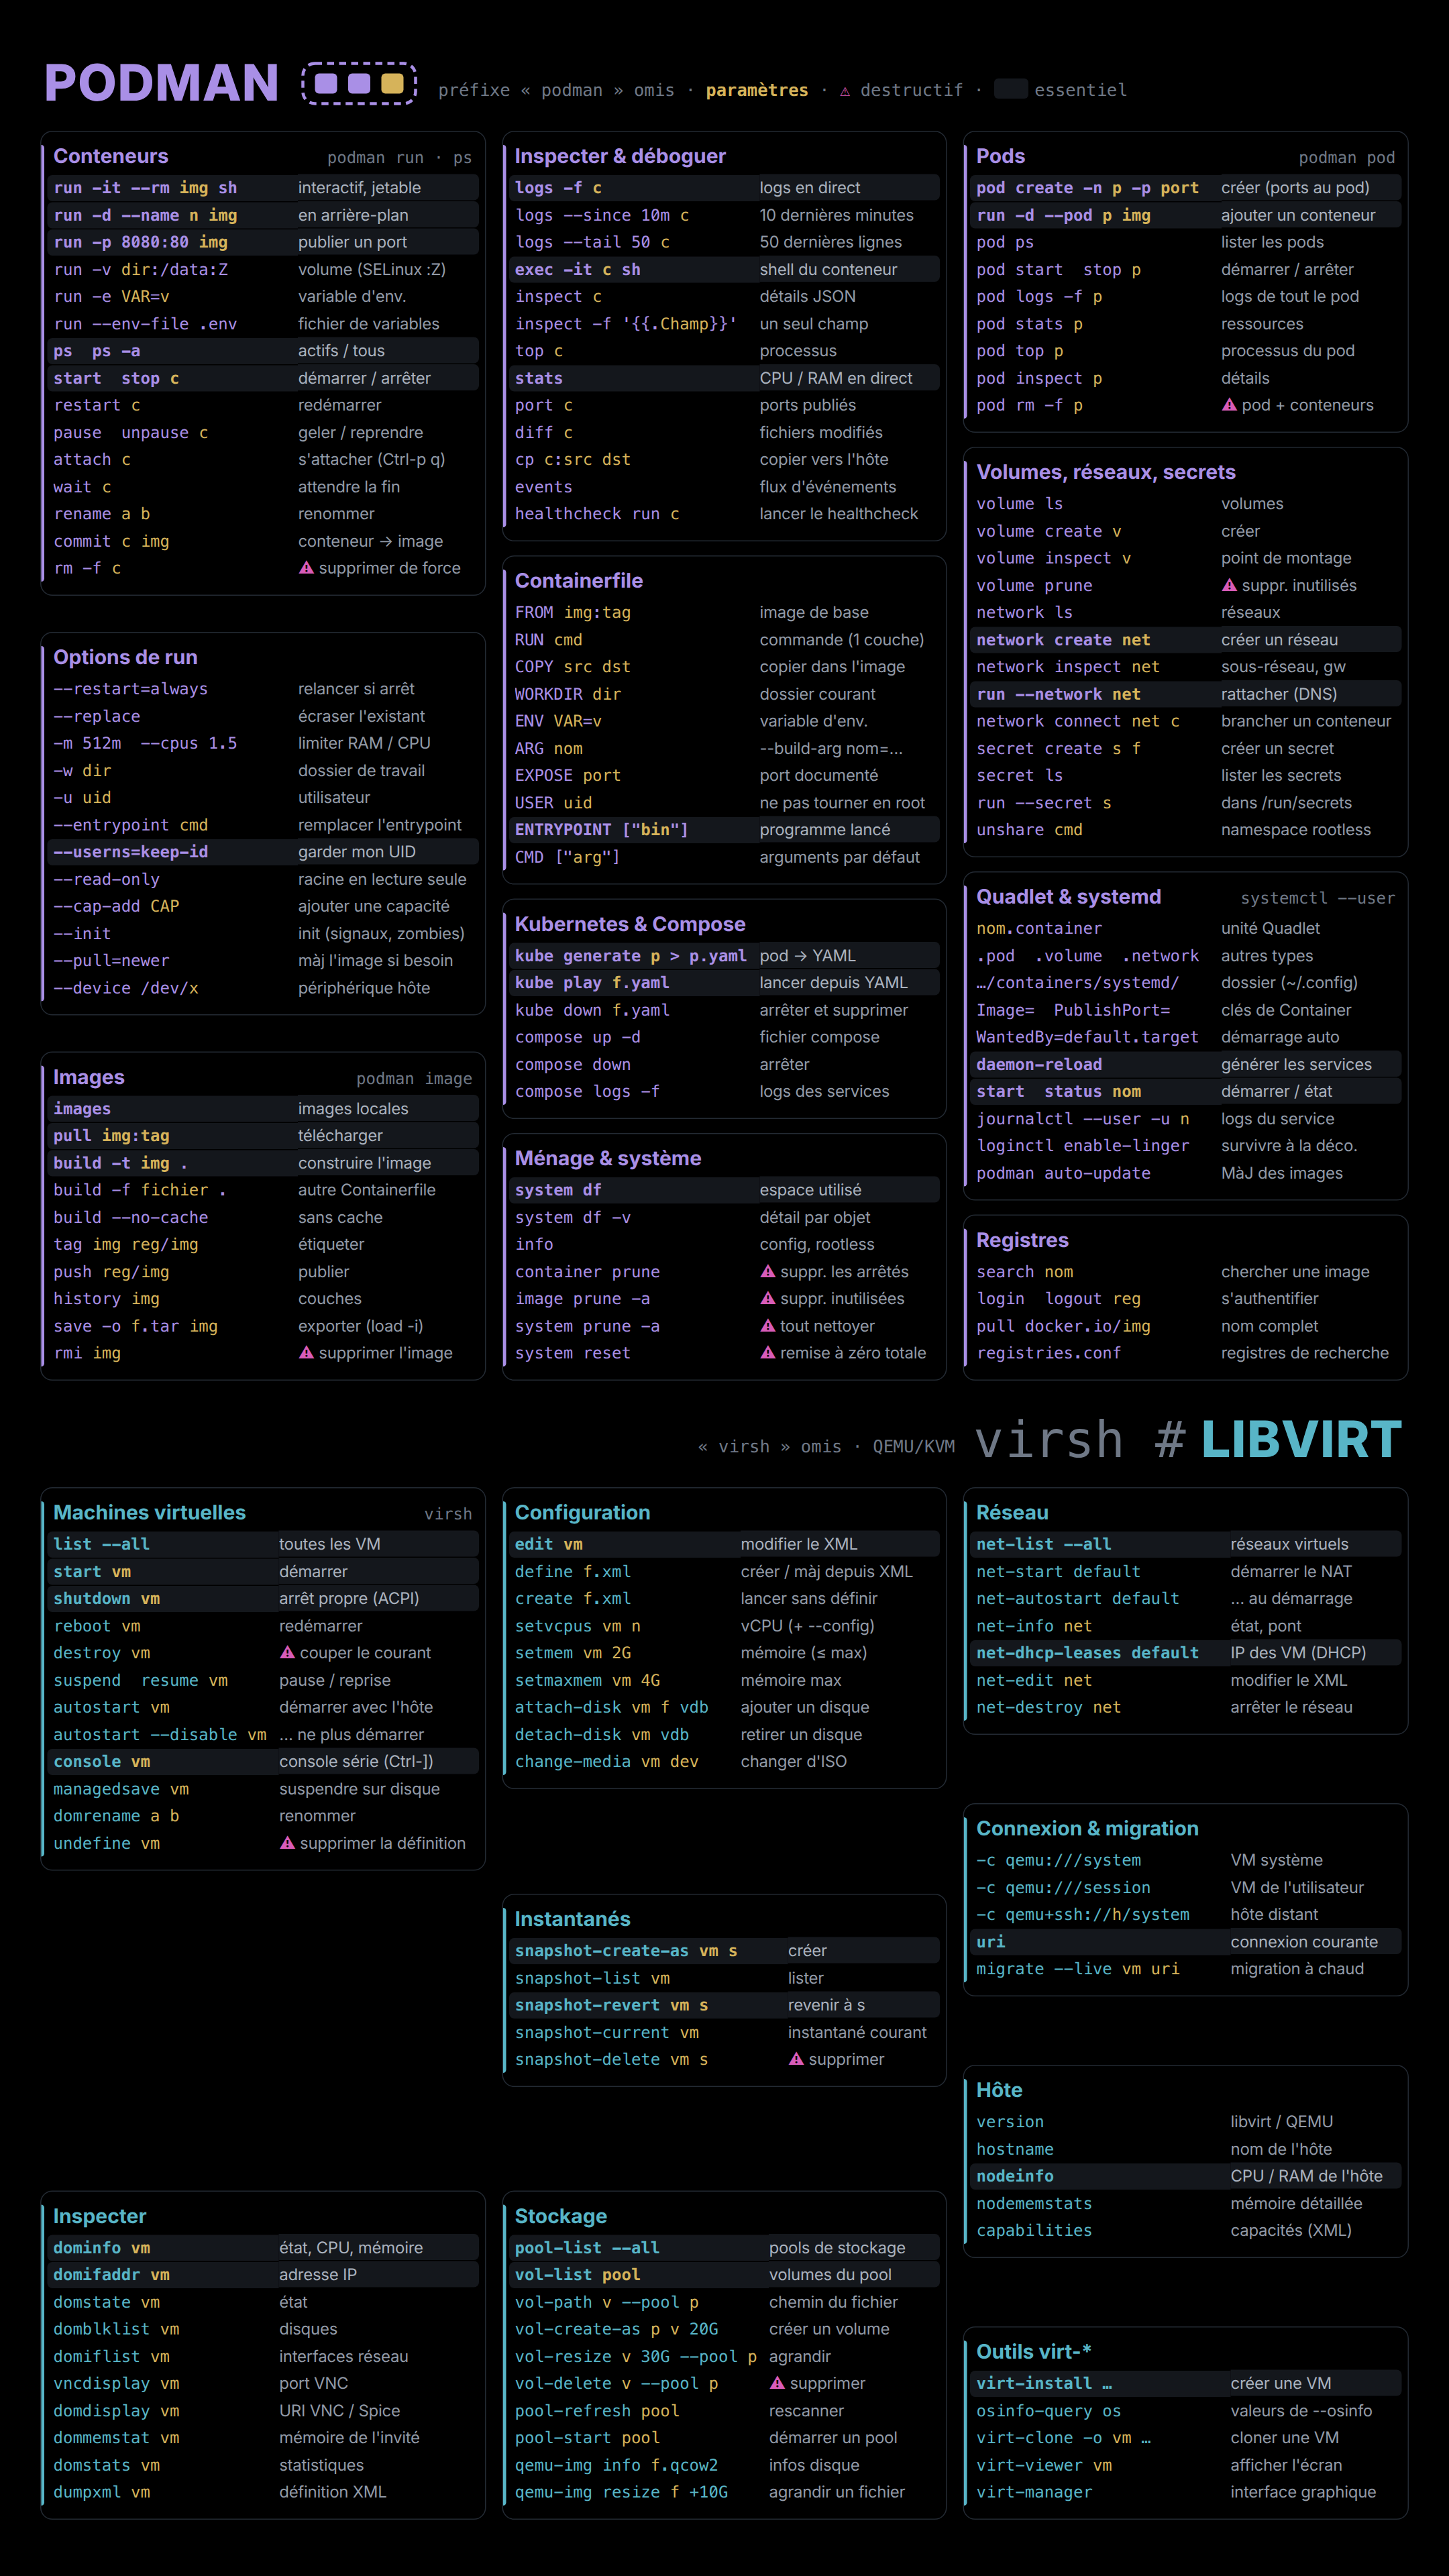 PODMAN préfixe « podman » omis · paramètres · ⚠ destructif · essentiel
Conteneurs podman run · ps
run -it --rm img sh interactif, jetable
run -d --name n img en arrière-plan
run -p 8080:80 img publier un port
run -v dir:/data:Z volume (SELinux :Z)
run -e VAR=v variable d'env.
run --env-file .env fichier de variables
ps ps -a actifs / tous
start stop c démarrer / arrêter
restart c redémarrer
pause unpause c geler / reprendre
attach c s'attacher (Ctrl-p q)
wait c attendre la fin
rename a b renommer
commit c img conteneur → image
rm -f c ⚠ supprimer de force
Options de run
--restart=always relancer si arrêt
--replace écraser l'existant
-m 512m --cpus 1.5 limiter RAM / CPU
-w dir dossier de travail
-u uid utilisateur
--entrypoint cmd remplacer l'entrypoint
--userns=keep-id garder mon UID
--read-only racine en lecture seule
--cap-add CAP ajouter une capacité
--init init (signaux, zombies)
--pull=newer màj l'image si besoin
--device /dev/x périphérique hôte
Images podman image
images images locales
pull img:tag télécharger
build -t img . construire l'image
build -f fichier . autre Containerfile
build --no-cache sans cache
tag img reg/img étiqueter
push reg/img publier
history img couches
save -o f.tar img exporter (load -i)
rmi img ⚠ supprimer l'image
Inspecter & déboguer
logs -f c logs en direct
logs --since 10m c 10 dernières minutes
logs --tail 50 c 50 dernières lignes
exec -it c sh shell du conteneur
inspect c détails JSON
inspect -f '{{.Champ}}' un seul champ
top c processus
stats CPU / RAM en direct
port c ports publiés
diff c fichiers modifiés
cp c:src dst copier vers l'hôte
events flux d'événements
healthcheck run c lancer le healthcheck
Containerfile
FROM img:tag image de base
RUN cmd commande (1 couche)
COPY src dst copier dans l'image
WORKDIR dir dossier courant
ENV VAR=v variable d'env.
ARG nom --build-arg nom=…
EXPOSE port port documenté
USER uid ne pas tourner en root
ENTRYPOINT ["bin"] programme lancé
CMD ["arg"] arguments par défaut
Kubernetes & Compose
kube generate p > p.yaml pod → YAML
kube play f.yaml lancer depuis YAML
kube down f.yaml arrêter et supprimer
compose up -d fichier compose
compose down arrêter
compose logs -f logs des services
Ménage & système
system df espace utilisé
system df -v détail par objet
info config, rootless
container prune ⚠ suppr. les arrêtés
image prune -a ⚠ suppr. inutilisées
system prune -a ⚠ tout nettoyer
system reset ⚠ remise à zéro totale
Pods podman pod
pod create -n p -p port créer (ports au pod)
run -d --pod p img ajouter un conteneur
pod ps lister les pods
pod start stop p démarrer / arrêter
pod logs -f p logs de tout le pod
pod stats p ressources
pod top p processus du pod
pod inspect p détails
pod rm -f p ⚠ pod + conteneurs
Volumes, réseaux, secrets
volume ls volumes
volume create v créer
volume inspect v point de montage
volume prune ⚠ suppr. inutilisés
network ls réseaux
network create net créer un réseau
network inspect net sous-réseau, gw
run --network net rattacher (DNS)
network connect net c brancher un conteneur
secret create s f créer un secret
secret ls lister les secrets
run --secret s dans /run/secrets
unshare cmd namespace rootless
Quadlet & systemd systemctl --user
nom.container unité Quadlet
.pod .volume .network autres types
…/containers/systemd/ dossier (~/.config)
Image= PublishPort= clés de Container
WantedBy=default.target démarrage auto
daemon-reload générer les services
start status nom démarrer / état
journalctl --user -u n logs du service
loginctl enable-linger survivre à la déco.
podman auto-update MàJ des images
Registres
search nom chercher une image
login logout reg s'authentifier
pull docker.io/img nom complet
registries.conf registres de recherche
« virsh » omis · QEMU/KVM virsh # LIBVIRT
Machines virtuelles virsh
list --all toutes les VM
start vm démarrer
shutdown vm arrêt propre (ACPI)
reboot vm redémarrer
destroy vm ⚠ couper le courant
suspend resume vm pause / reprise
autostart vm démarrer avec l'hôte
autostart --disable vm … ne plus démarrer
console vm console série (Ctrl-])
managedsave vm suspendre sur disque
domrename a b renommer
undefine vm ⚠ supprimer la définition
Inspecter
dominfo vm état, CPU, mémoire
domifaddr vm adresse IP
domstate vm état
domblklist vm disques
domiflist vm interfaces réseau
vncdisplay vm port VNC
domdisplay vm URI VNC / Spice
dommemstat vm mémoire de l'invité
domstats vm statistiques
dumpxml vm définition XML
Configuration
edit vm modifier le XML
define f.xml créer / màj depuis XML
create f.xml lancer sans définir
setvcpus vm n vCPU (+ --config)
setmem vm 2G mémoire (≤ max)
setmaxmem vm 4G mémoire max
attach-disk vm f vdb ajouter un disque
detach-disk vm vdb retirer un disque
change-media vm dev changer d'ISO
Instantanés
snapshot-create-as vm s créer
snapshot-list vm lister
snapshot-revert vm s revenir à s
snapshot-current vm instantané courant
snapshot-delete vm s ⚠ supprimer
Stockage
pool-list --all pools de stockage
vol-list pool volumes du pool
vol-path v --pool p chemin du fichier
vol-create-as p v 20G créer un volume
vol-resize v 30G --pool p agrandir
vol-delete v --pool p ⚠ supprimer
pool-refresh pool rescanner
pool-start pool démarrer un pool
qemu-img info f.qcow2 infos disque
qemu-img resize f +10G agrandir un fichier
Réseau
net-list --all réseaux virtuels
net-start default démarrer le NAT
net-autostart default … au démarrage
net-info net état, pont
net-dhcp-leases default IP des VM (DHCP)
net-edit net modifier le XML
net-destroy net arrêter le réseau
Connexion & migration
-c qemu:///system VM système
-c qemu:///session VM de l'utilisateur
-c qemu+ssh://h/system hôte distant
uri connexion courante
migrate --live vm uri migration à chaud
Hôte
version libvirt / QEMU
hostname nom de l'hôte
nodeinfo CPU / RAM de l'hôte
nodememstats mémoire détaillée
capabilities capacités (XML)
Outils virt-*
virt-install … créer une VM
osinfo-query os valeurs de --osinfo
virt-clone -o vm … cloner une VM
virt-viewer vm afficher l'écran
virt-manager interface graphique